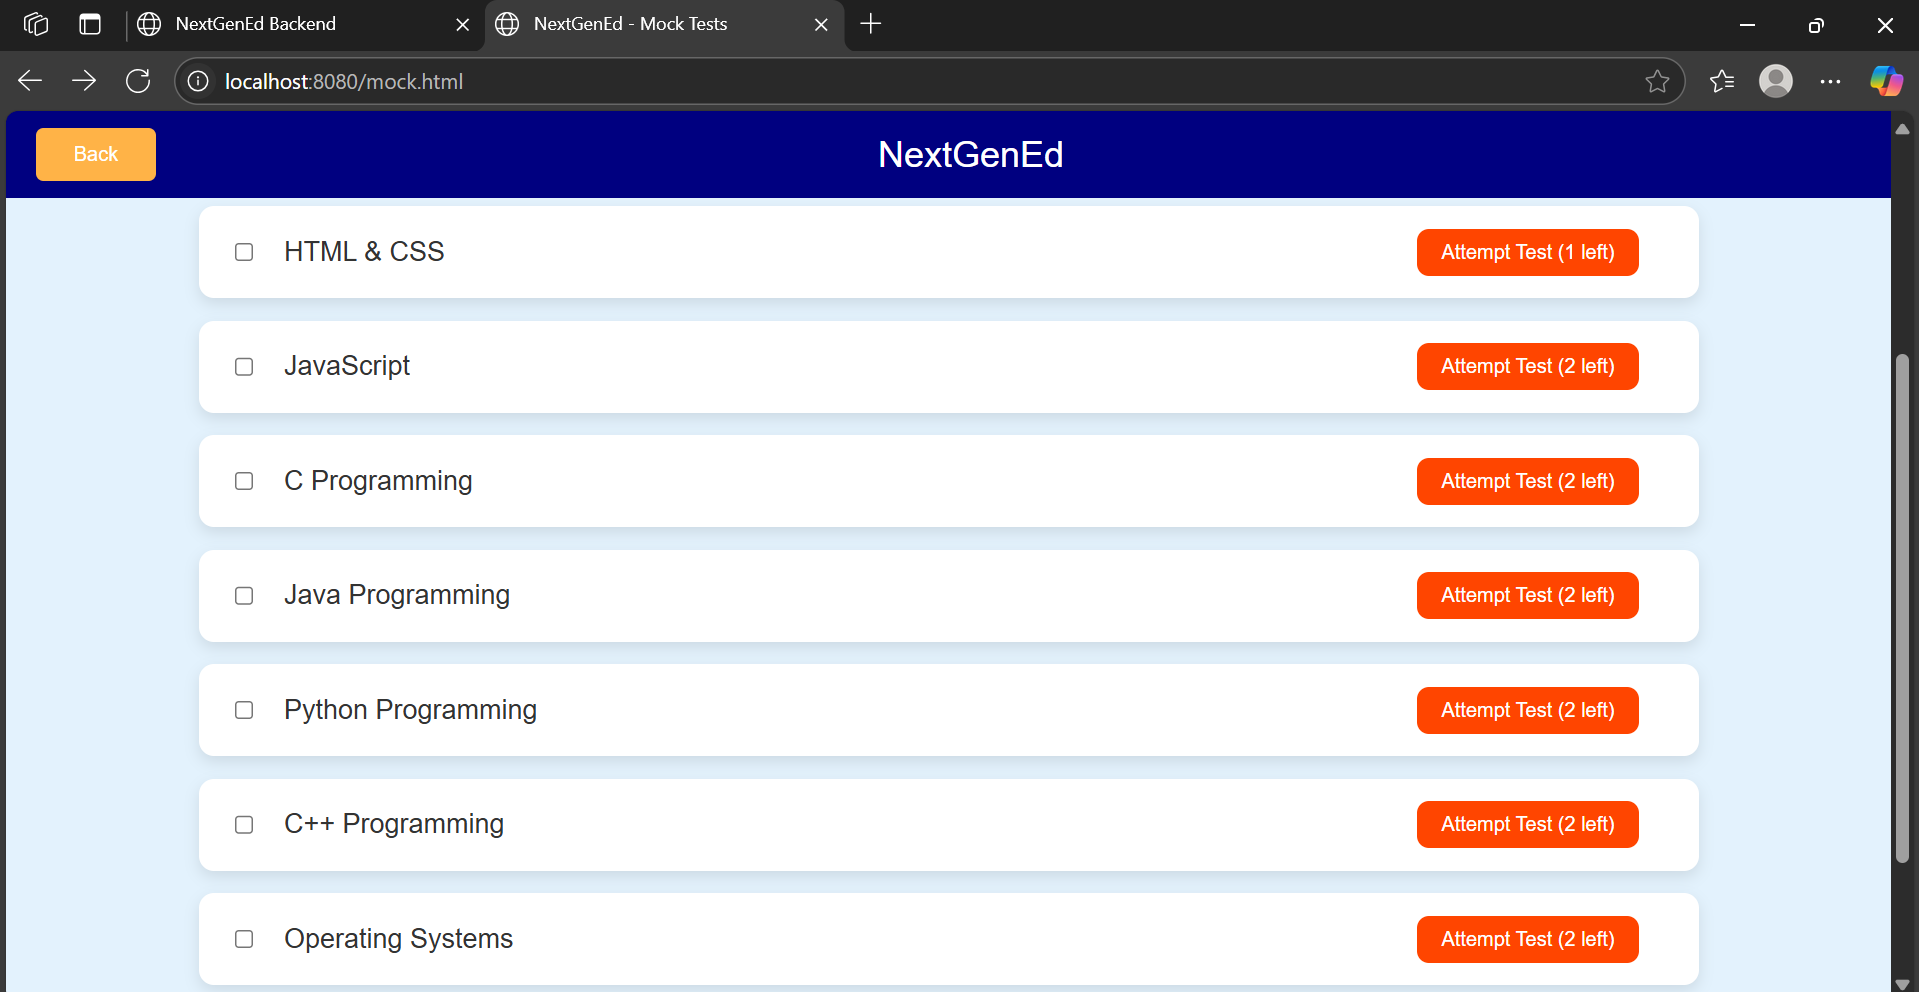 NextGenEd Backend
NextGenEd - Mock Tests
localhost:8080/mock.html
Back
NextGenEd
HTML & CSS
Attempt Test (1 left)
JavaScript
Attempt Test (2 left)
C Programming
Attempt Test (2 left)
Java Programming
Attempt Test (2 left)
Python Programming
Attempt Test (2 left)
C++ Programming
Attempt Test (2 left)
Operating Systems
Attempt Test (2 left)